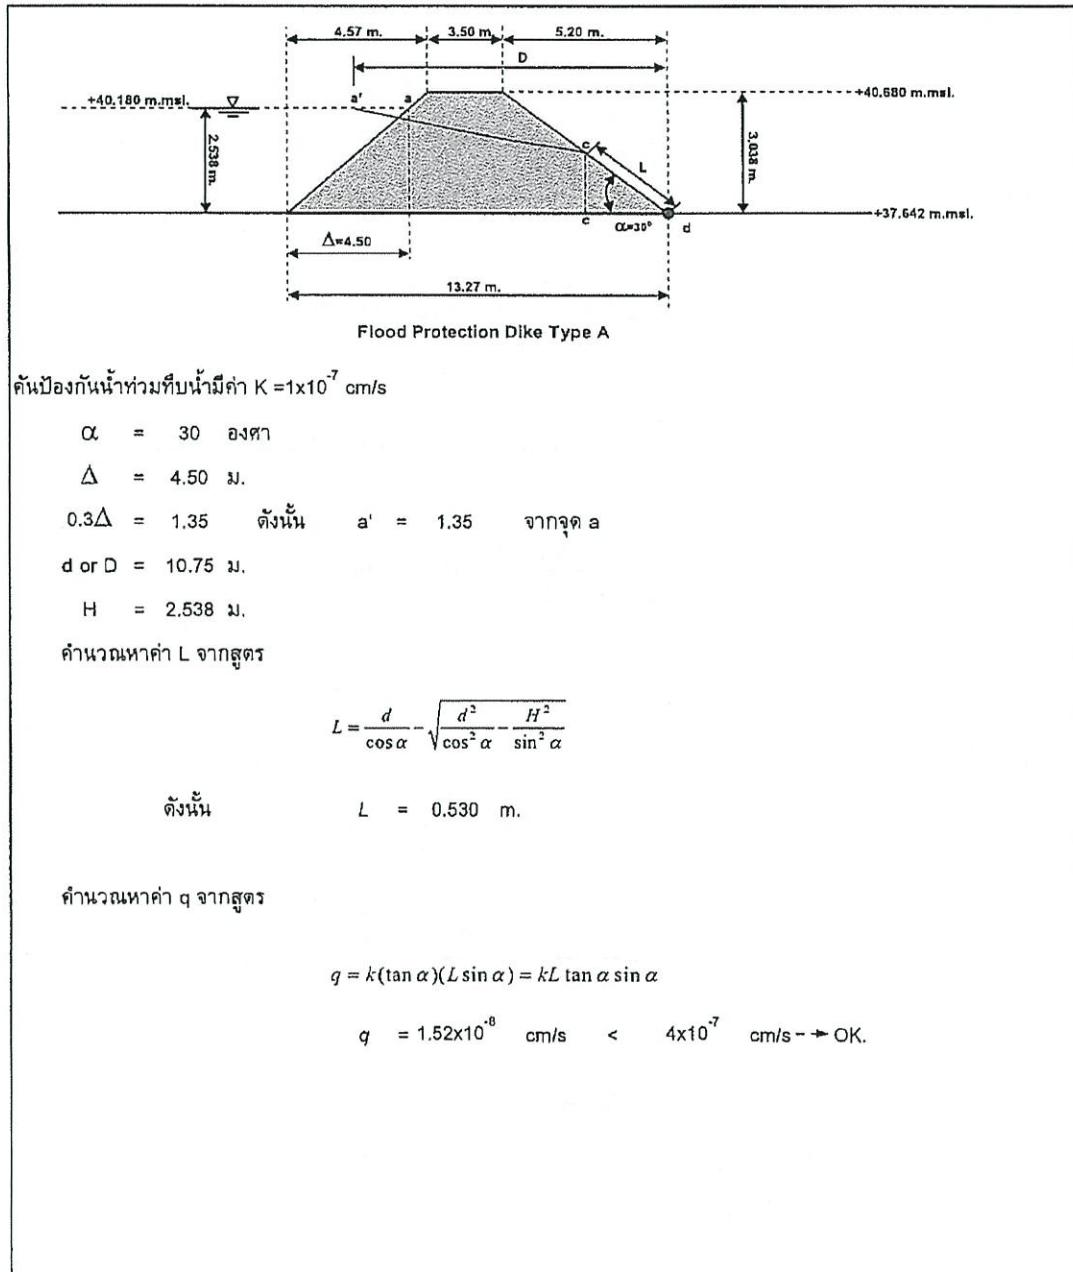 4.57 m. 3.50 m. 5.20 m.
D
+40.180 m.msl. a' a +40.680 m.msl.
2.538 m. c L 3.038 m.
c α=30° d +37.642 m.msl.
Δ=4.50
13.27 m.
Flood Protection Dike Type A
คันป้องกันน้ำท่วมทึบน้ำมีค่า K =1x10⁻⁷ cm/s
α = 30 องศา
Δ = 4.50 ม.
0.3Δ = 1.35 ดังนั้น a' = 1.35 จากจุด a
d or D = 10.75 ม.
H = 2.538 ม.
คำนวณหาค่า L จากสูตร
L = d/cos α - √(d²/cos² α - H²/sin² α)
ดังนั้น L = 0.530 m.
คำนวณหาค่า q จากสูตร
q = k(tan α)(L sin α) = kL tan α sin α
q = 1.52x10⁻⁸ cm/s < 4x10⁻⁷ cm/s --→ OK.